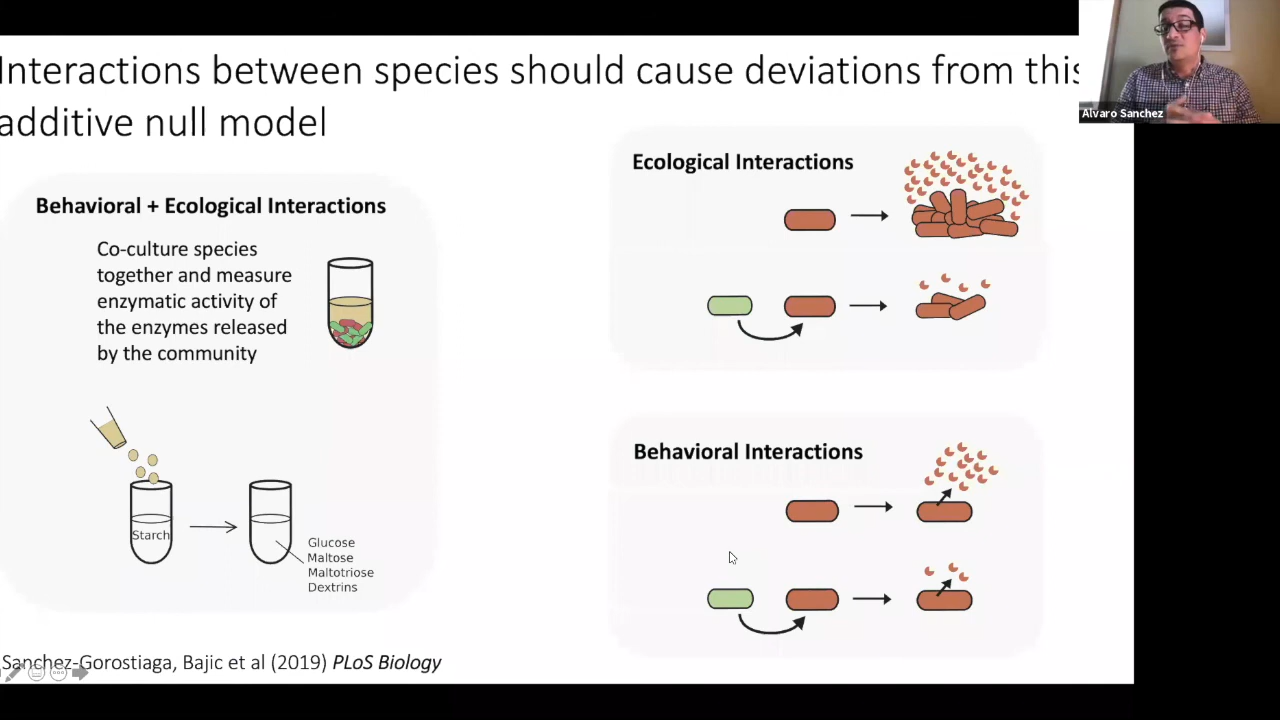 Interactions between species should cause deviations from this
additive null model
Alvaro Sanchez
Behavioral + Ecological Interactions
Co-culture species
together and measure
enzymatic activity of
the enzymes released
by the community
Starch
Glucose
Maltose
Maltotriose
Dextrins
Ecological Interactions
Behavioral Interactions
Sanchez-Gorostiaga, Bajic et al (2019) PLoS Biology